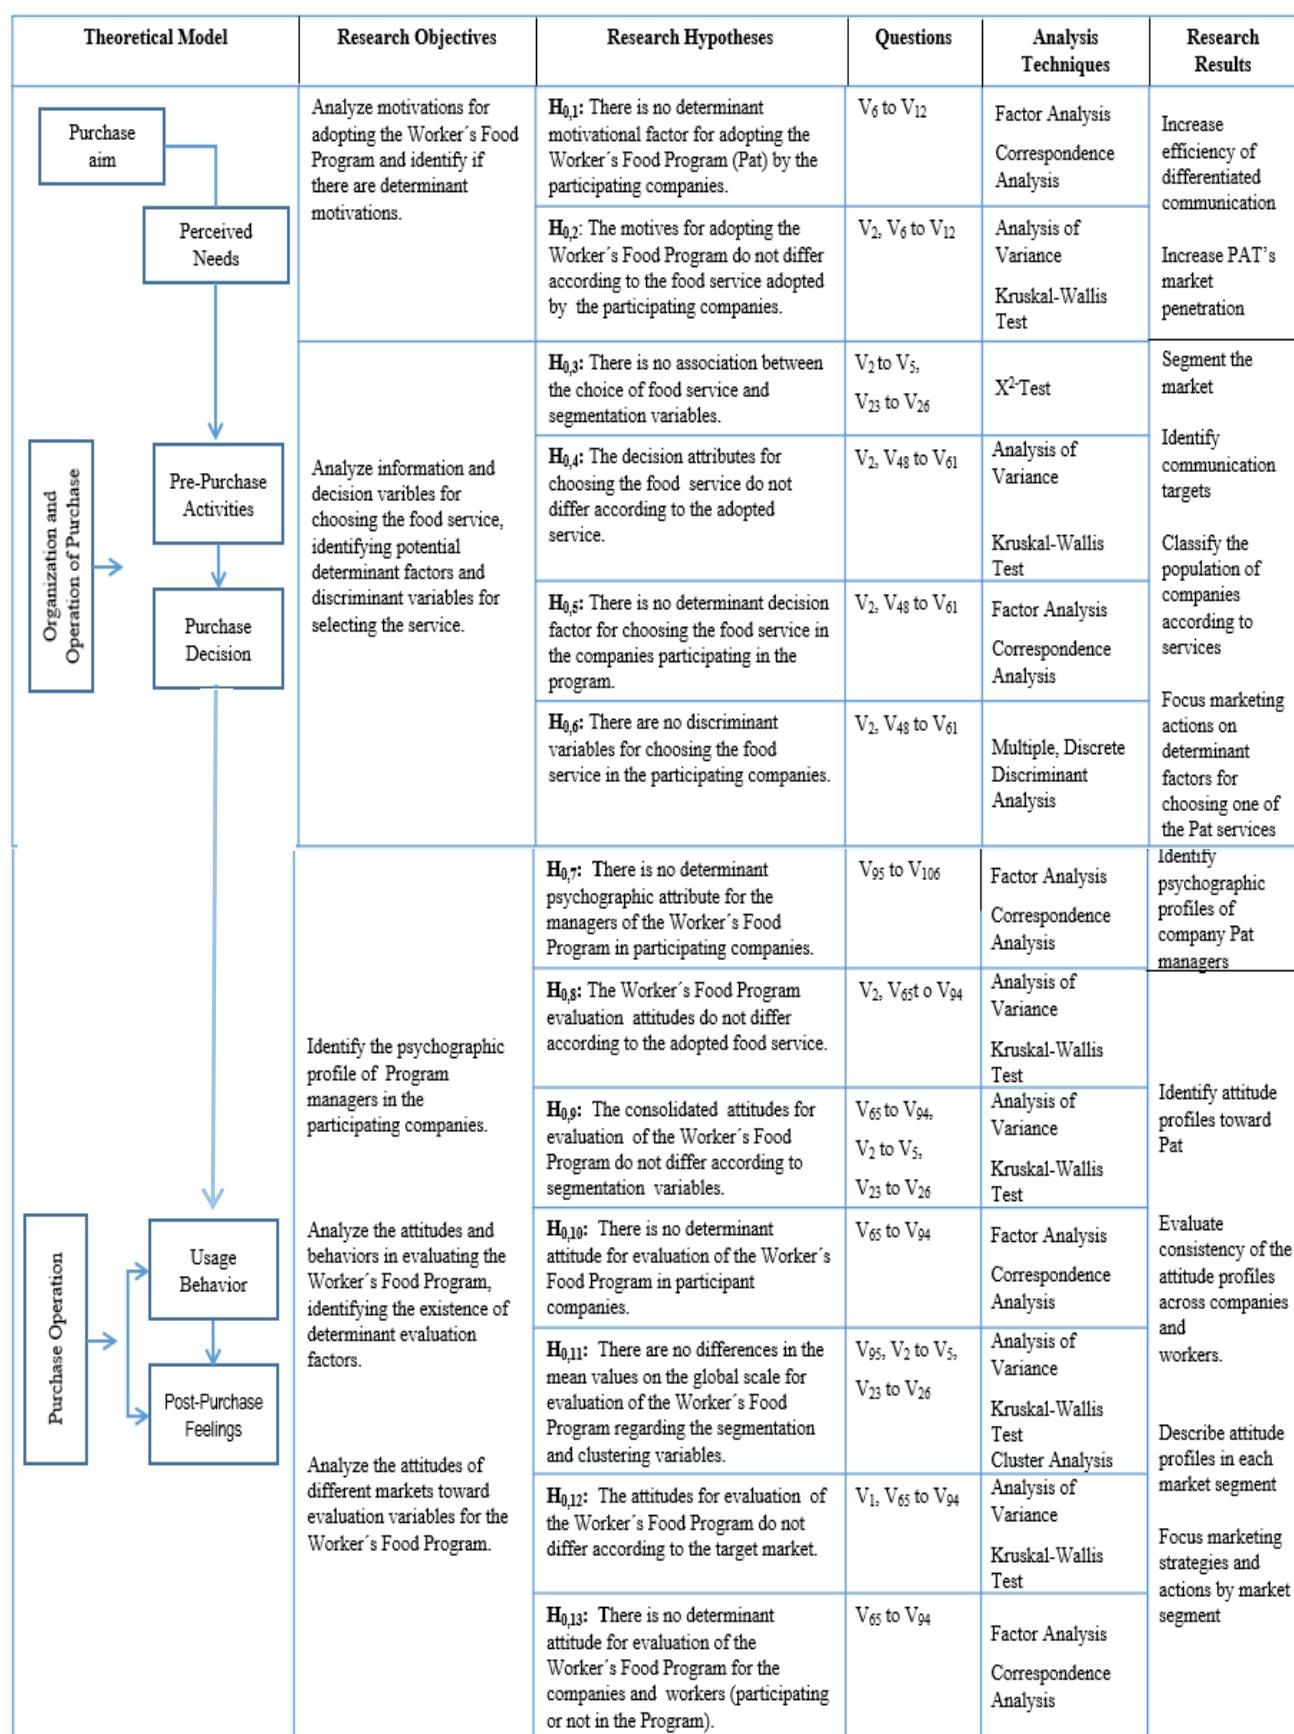 Theoretical Model
Research Objectives
Research Hypotheses
Questions
Analysis
Techniques
Research
Results
Purchase
aim
Perceived
Needs
Analyze motivations for
adopting the Worker´s Food
Program and identify if
there are determinant
motivations.
H0,1: There is no determinant
motivational factor for adopting the
Worker´s Food Program (Pat) by the
participating companies.
V6 to V12
Factor Analysis
Correspondence
Analysis
Increase
efficiency of
differentiated
communication
Increase PAT’s
market
penetration
H0,2: The motives for adopting the
Worker´s Food Program do not differ
according to the food service adopted
by the participating companies.
V2, V6 to V12
Analysis of
Variance
Kruskal-Wallis
Test
Organization and
Operation of Purchase
Pre-Purchase
Activities
Purchase
Decision
Analyze information and
decision varibles for
choosing the food service,
identifying potential
determinant factors and
discriminant variables for
selecting the service.
H0,3: There is no association between
the choice of food service and
segmentation variables.
V2 to V5,
V23 to V26
X2-Test
Segment the
market
Identify
communication
targets
Classify the
population of
companies
according to
services
Focus marketing
actions on
determinant
factors for
choosing one of
the Pat services
H0,4: The decision attributes for
choosing the food service do not
differ according to the adopted
service.
V2, V48 to V61
Analysis of
Variance
Kruskal-Wallis
Test
H0,5: There is no determinant decision
factor for choosing the food service in
the companies participating in the
program.
V2, V48 to V61
Factor Analysis
Correspondence
Analysis
H0,6: There are no discriminant
variables for choosing the food
service in the participating companies.
V2, V48 to V61
Multiple, Discrete
Discriminant
Analysis
Purchase Operation
Usage
Behavior
Post-Purchase
Feelings
Identify the psychographic
profile of Program
managers in the
participating companies.
Analyze the attitudes and
behaviors in evaluating the
Worker´s Food Program,
identifying the existence of
determinant evaluation
factors.
Analyze the attitudes of
different markets toward
evaluation variables for the
Worker´s Food Program.
H0,7: There is no determinant
psychographic attribute for the
managers of the Worker´s Food
Program in participating companies.
V95 to V106
Factor Analysis
Correspondence
Analysis
Identify
psychographic
profiles of
company Pat
managers
H0,8: The Worker´s Food Program
evaluation attitudes do not differ
according to the adopted food service.
V2, V65t o V94
Analysis of
Variance
Kruskal-Wallis
Test
Identify attitude
profiles toward
Pat
Evaluate
consistency of the
attitude profiles
across companies
and
workers.
Describe attitude
profiles in each
market segment
Focus marketing
strategies and
actions by market
segment
H0,9: The consolidated attitudes for
evaluation of the Worker´s Food
Program do not differ according to
segmentation variables.
V65 to V94,
V2 to V5,
V23 to V26
Analysis of
Variance
Kruskal-Wallis
Test
H0,10: There is no determinant
attitude for evaluation of the Worker´s
Food Program in participant
companies.
V65 to V94
Factor Analysis
Correspondence
Analysis
H0,11: There are no differences in the
mean values on the global scale for
evaluation of the Worker´s Food
Program regarding the segmentation
and clustering variables.
V95, V2 to V5,
V23 to V26
Analysis of
Variance
Kruskal-Wallis
Test
Cluster Analysis
H0,12: The attitudes for evaluation of
the Worker´s Food Program do not
differ according to the target market.
V1, V65 to V94
Analysis of
Variance
Kruskal-Wallis
Test
H0,13: There is no determinant
attitude for evaluation of the
Worker´s Food Program for the
companies and workers (participating
or not in the Program).
V65 to V94
Factor Analysis
Correspondence
Analysis